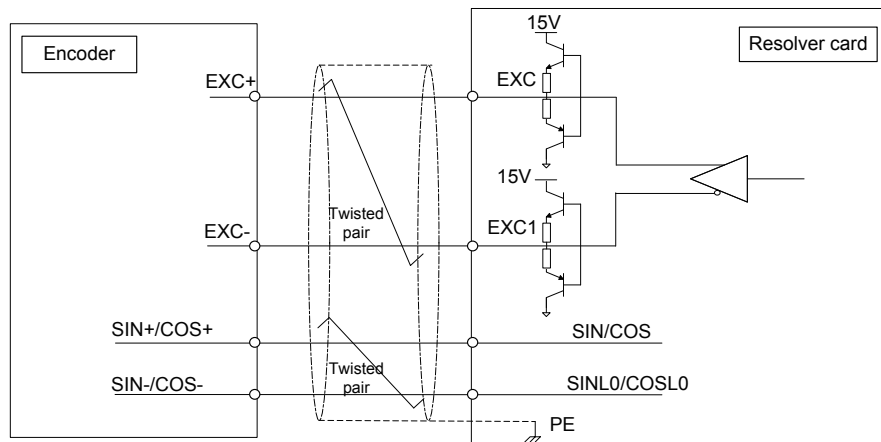 15V
Encoder
Resolver card
EXC+
EXC
15V
EXC-
Twisted
pair
EXC1
SIN+/COS+
SIN/COS
SIN-/COS-
Twisted
pair
SINL0/COSL0
PE